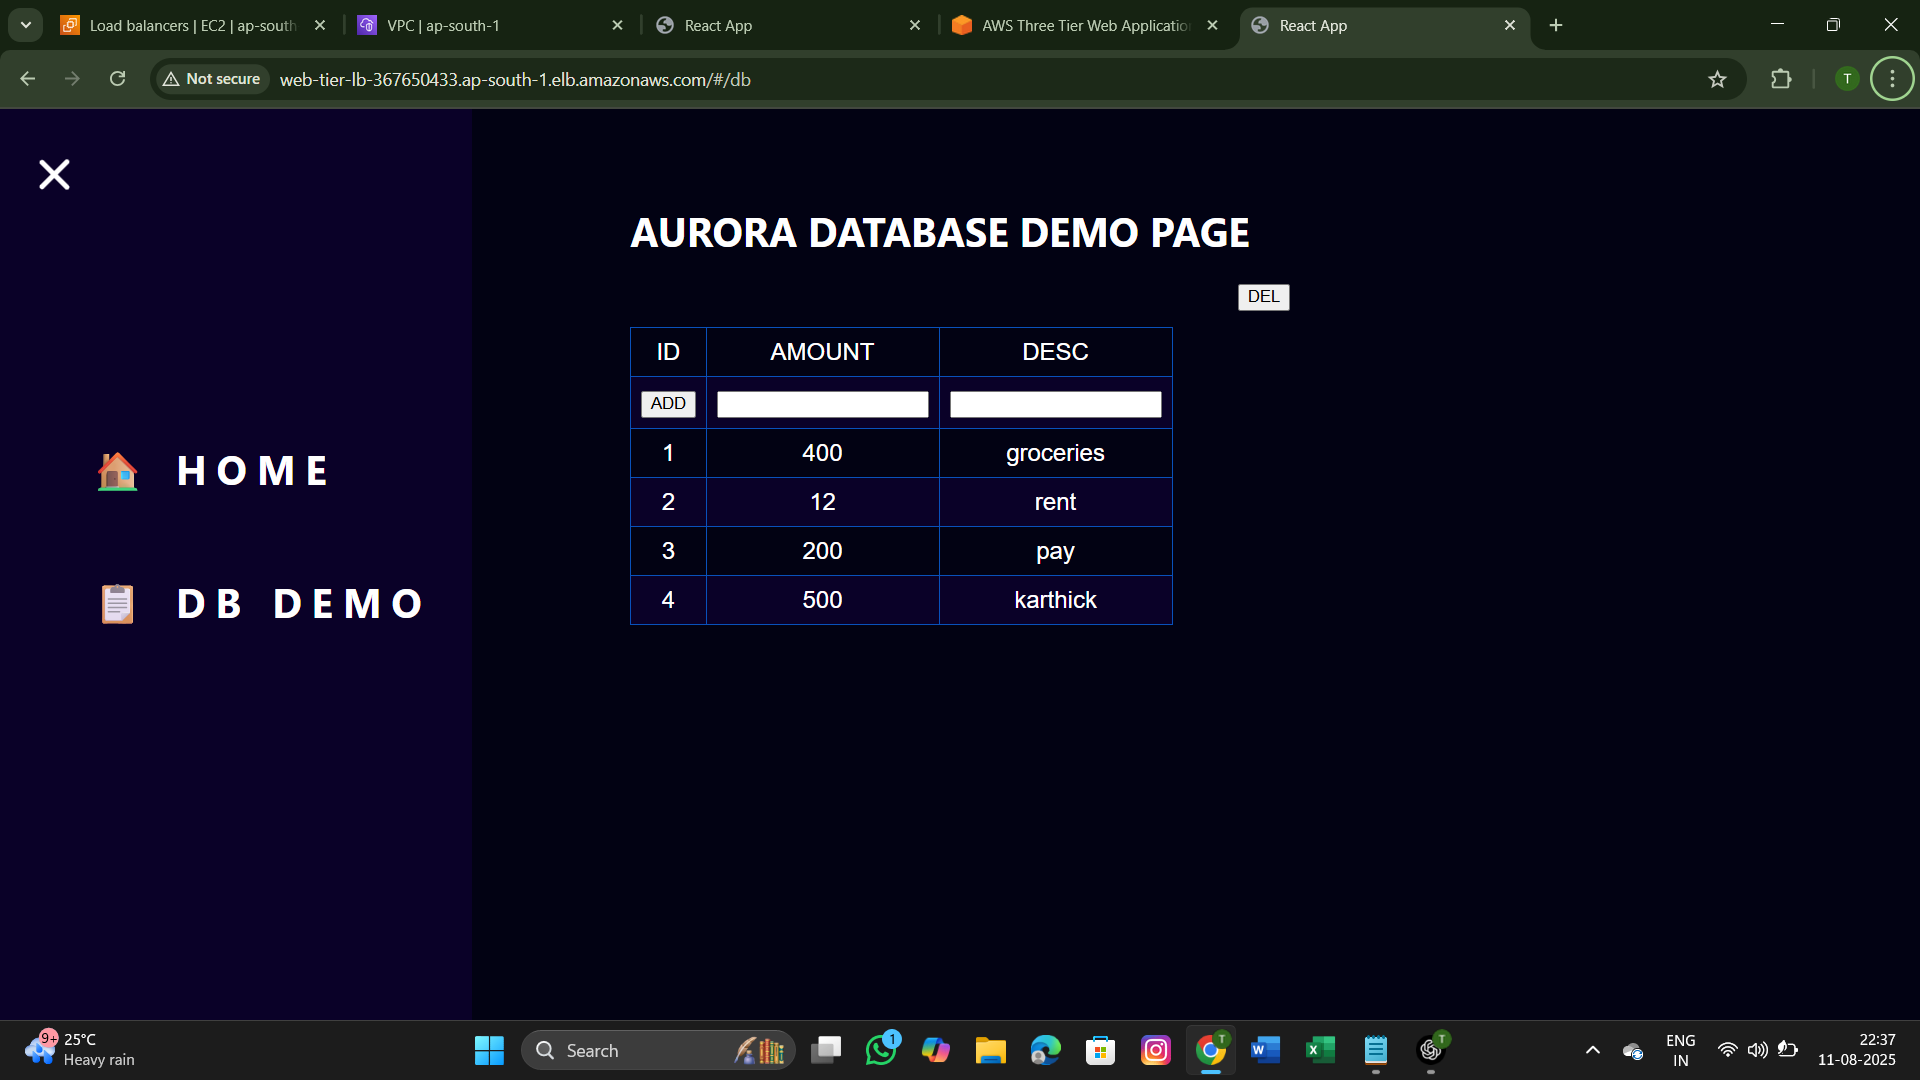 Load balancers | EC2 | ap-south
VPC | ap-south-1
React App
AWS Three Tier Web Applicatio
React App
Not secure
web-tier-lb-367650433.ap-south-1.elb.amazonaws.com/#/db
T
AURORA DATABASE DEMO PAGE
DEL
ID AMOUNT DESC
ADD
1 400 groceries
2 12 rent
3 200 pay
4 500 karthick
HOME
DB DEMO
9+
25°C
Heavy rain
Search
1
T
W
X
T
ENG
IN
22:37
11-08-2025